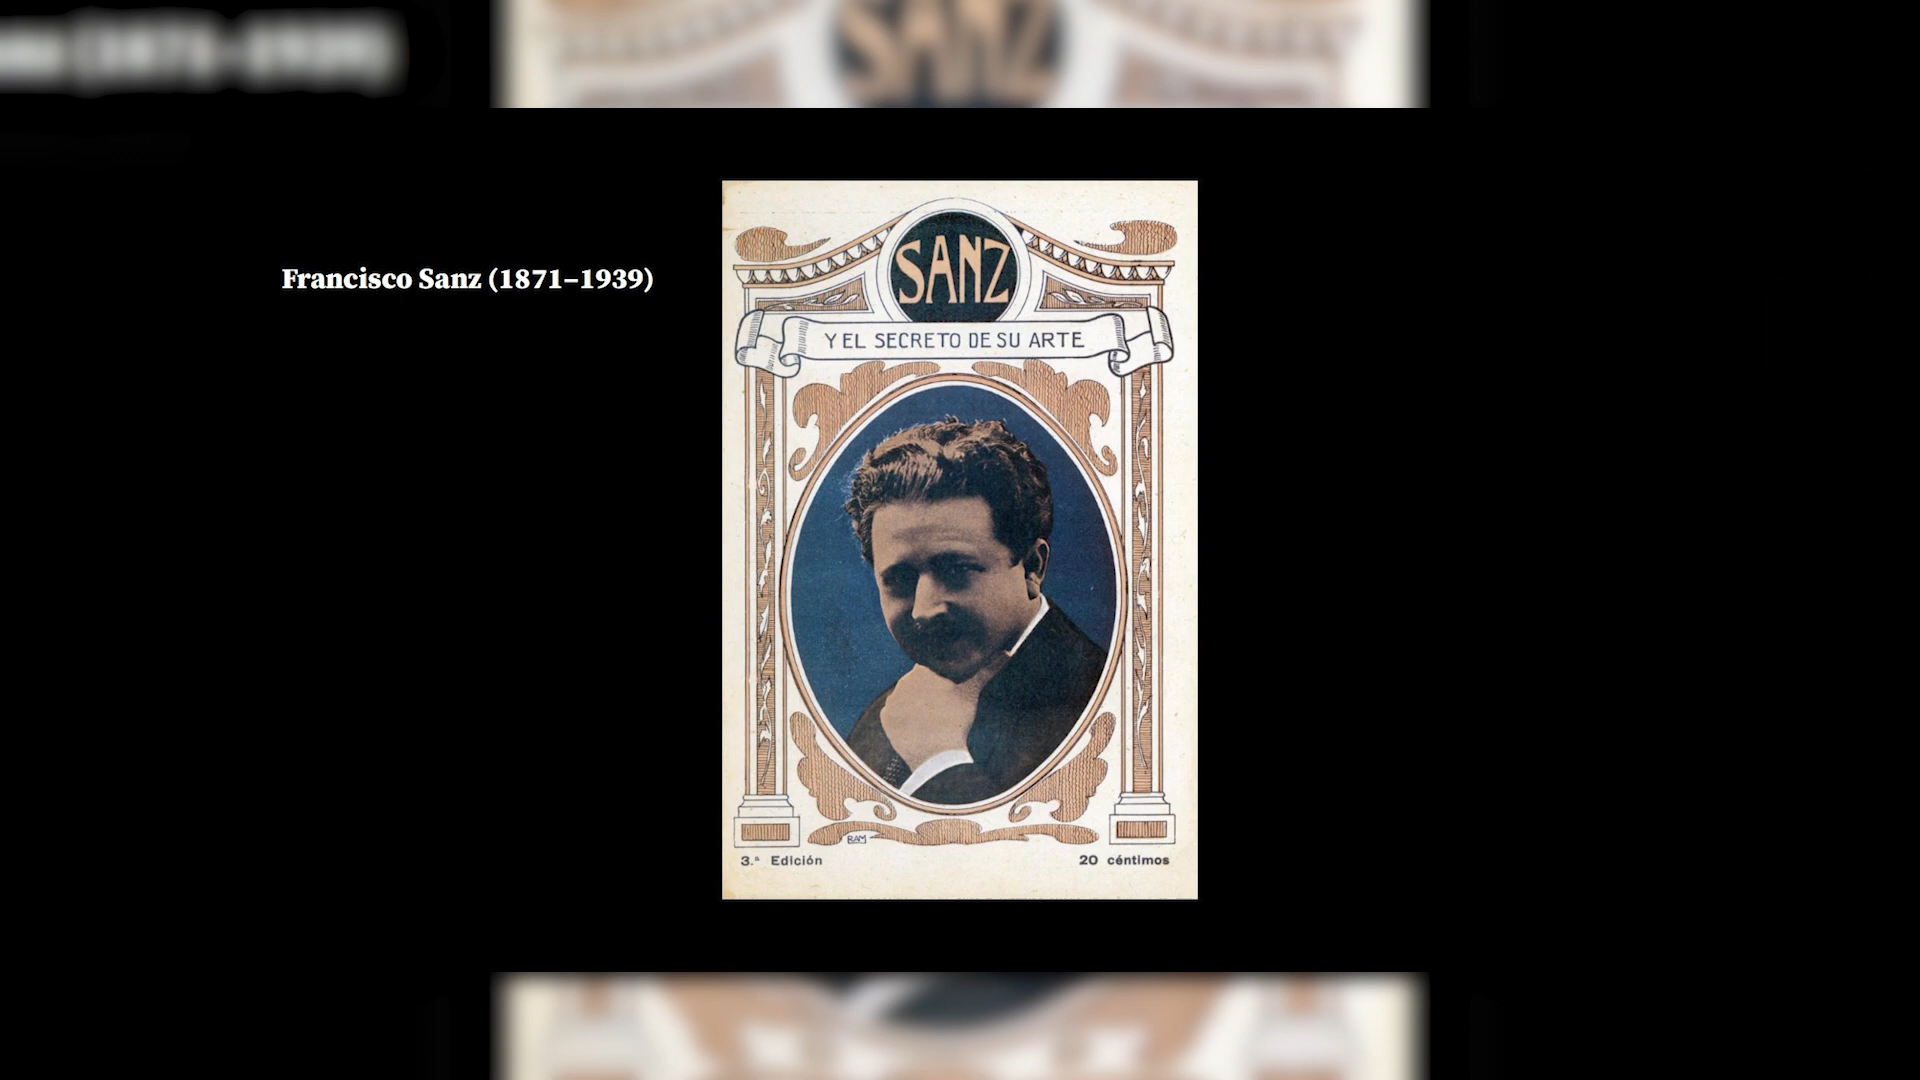 Francisco Sanz (1871–1939)
SANZ
Y EL SECRETO DE SU ARTE
RAM
3.ª Edición
20 céntimos